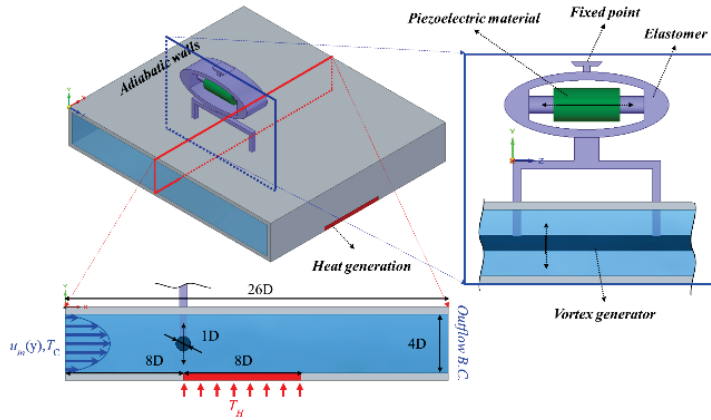 Piezoelectric material
Fixed point
Elastomer
Adiabatic walls
Y
X
Z
Y
Z
Heat generation
Vortex generator
26D
Y
X
u_in(y),T_C
1D
8D
8D
4D
Outflow B.C.
T_H